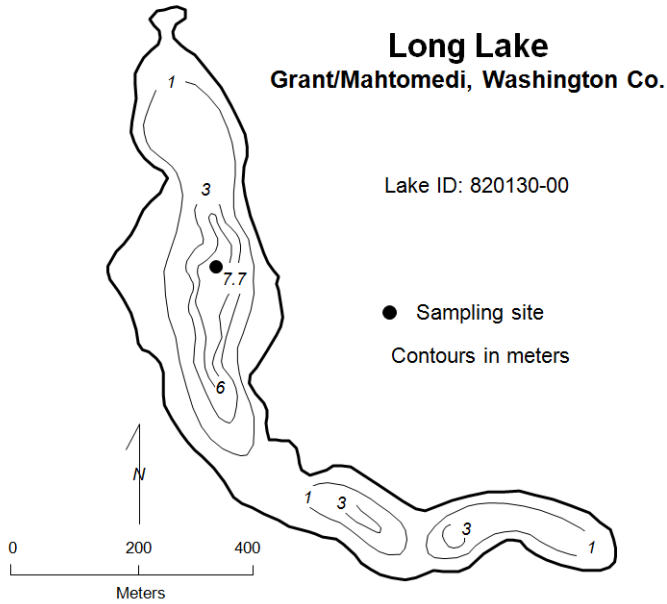 Long Lake
Grant/Mahtomedi, Washington Co.
1
3
Lake ID: 820130-00
7.7
Sampling site
Contours in meters
6
N
1
3
3
1
0 200 400
Meters